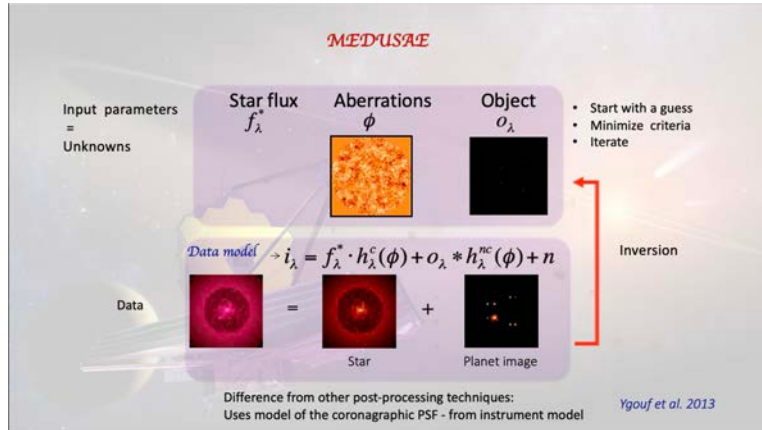 MEDUSAE
Input parameters
=
Unknowns
Star flux
f*λ
Aberrations
ϕ
Object
oλ
• Start with a guess
• Minimize criteria
• Iterate
Data model → iλ = f*λ · hcλ(ϕ) + oλ * hncλ(ϕ) + n
Inversion
Data
=
+
Star
Planet image
Difference from other post-processing techniques:
Uses model of the coronagraphic PSF - from instrument model
Ygouf et al. 2013